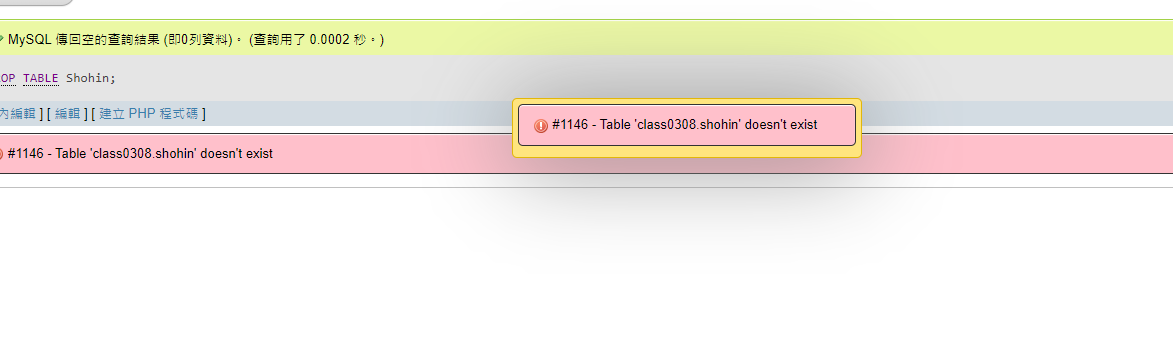 MySQL 傳回空的查詢結果 (即0列資料)。 (查詢用了 0.0002 秒。)
OP TABLE Shohin;
內編輯 ] [ 編輯 ] [ 建立 PHP 程式碼 ]
#1146 - Table 'class0308.shohin' doesn't exist
#1146 - Table 'class0308.shohin' doesn't exist